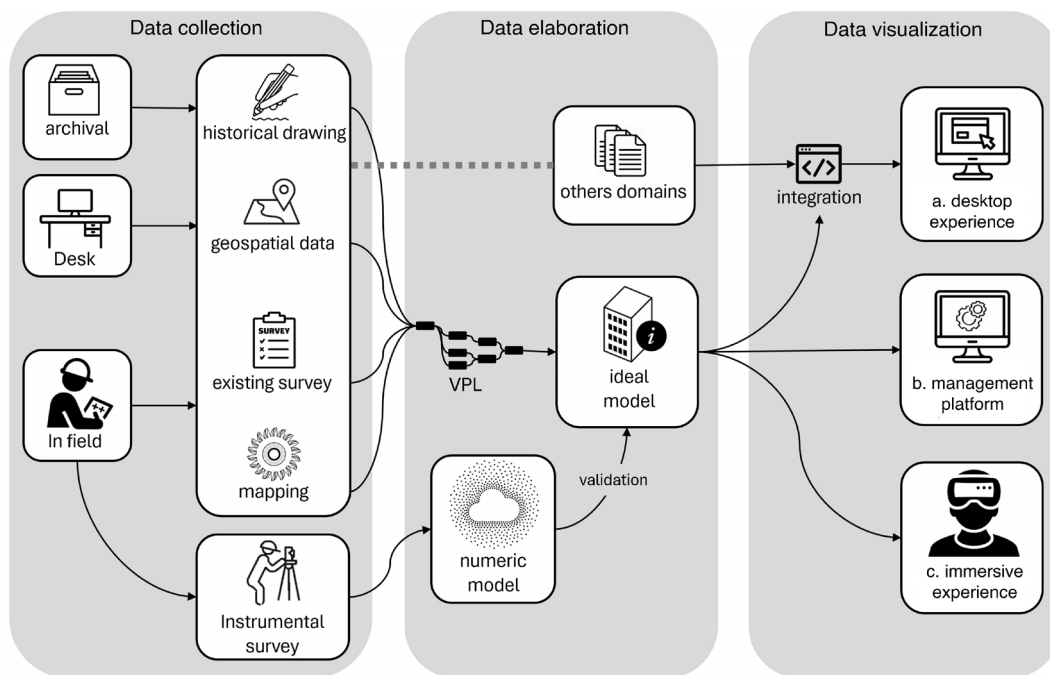 Data collection
Data elaboration
Data visualization
archival
Desk
In field
historical drawing
geospatial data
SURVEY
existing survey
mapping
Instrumental
survey
VPL
others domains
i
ideal
model
validation
numeric
model
</>
integration
a. desktop
experience
b. management
platform
c. immersive
experience